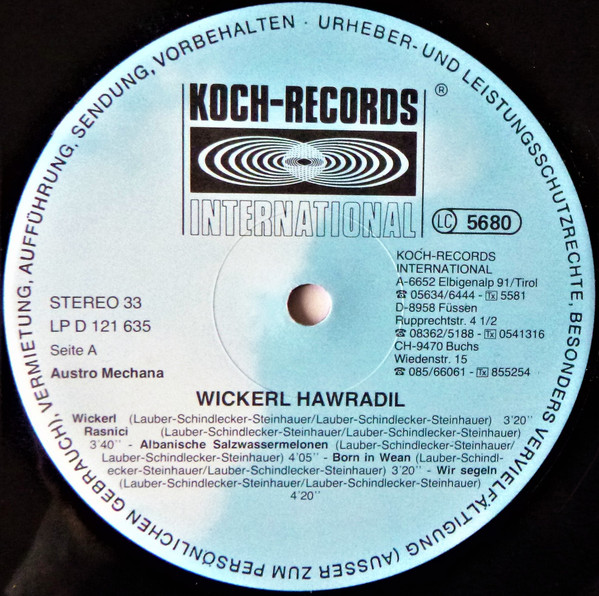 URHEBER- UND LEISTUNGSSCHUTZRECHTE, BESONDERS VERVIELFÄLTIGUNG (AUSSER ZUM PERSÖNLICHEN GEBRAUCH), VERMIETUNG, AUFFÜHRUNG, SENDUNG, VORBEHALTEN ·
KOCH-RECORDS ®
INTERNATIONAL
LC 5680
KOCH-RECORDS
INTERNATIONAL
A-6652 Elbigenalp 91/Tirol
☎ 05634/6444 - Tx 5581
D-8958 Füssen
Rupprechtstr. 4 1/2
☎ 08362/5188 - Tx 0541316
CH-9470 Buchs
Wiedenstr. 15
☎ 085/66061 - Tx 855254
STEREO 33
LP D 121 635
Seite A
Austro Mechana
WICKERL HAWRADIL
Wickerl (Lauber-Schindlecker-Steinhauer/Lauber-Schindlecker-Steinhauer) 3'20''
Rasnici (Lauber-Schindlecker-Steinhauer/Lauber-Schindlecker-Steinhauer)
3'40'' - Albanische Salzwassermelonen (Lauber-Schindlecker-Steinhauer/
Lauber-Schindlecker-Steinhauer) 4'05'' - Born in Wean (Lauber-Schindl-
ecker-Steinhauer/Lauber-Schindlecker-Steinhauer) 3'20'' - Wir segeln
(Lauber-Schindlecker-Steinhauer/Lauber-Schindlecker-Steinhauer)
4'20''